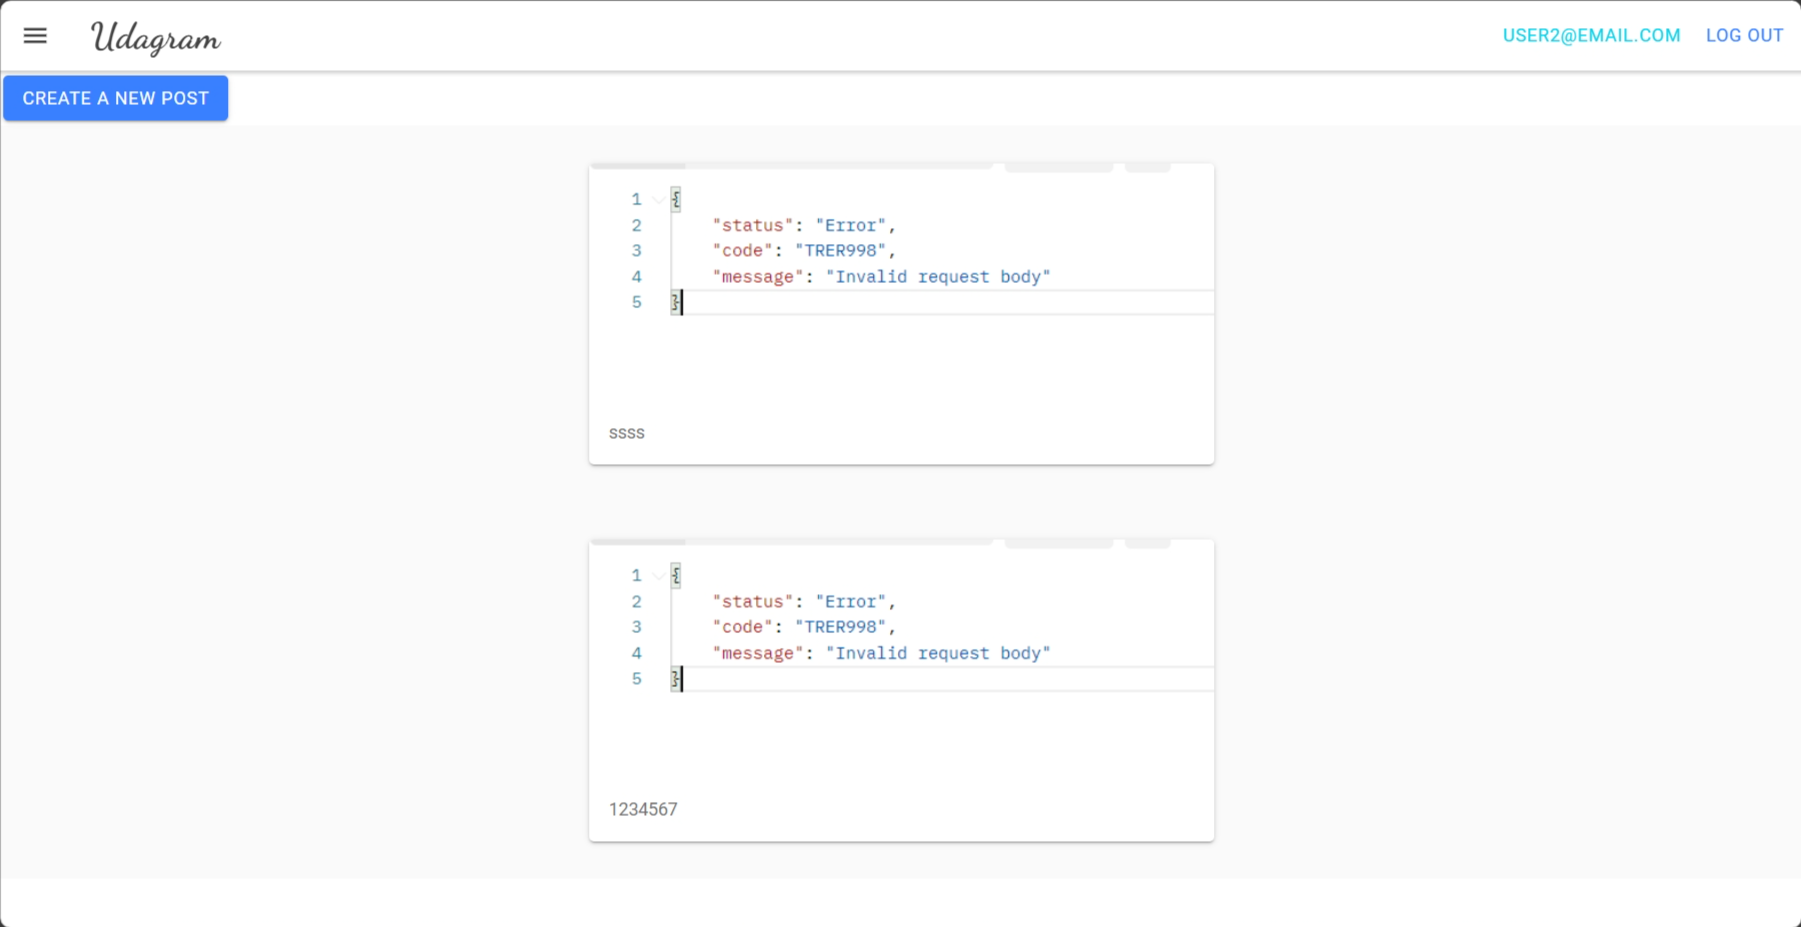 Udagram
USER2@EMAIL.COM LOG OUT
CREATE A NEW POST
1 {
2 "status": "Error",
3 "code": "TRER998",
4 "message": "Invalid request body"
5 }
ssss
1 {
2 "status": "Error",
3 "code": "TRER998",
4 "message": "Invalid request body"
5 }
1234567